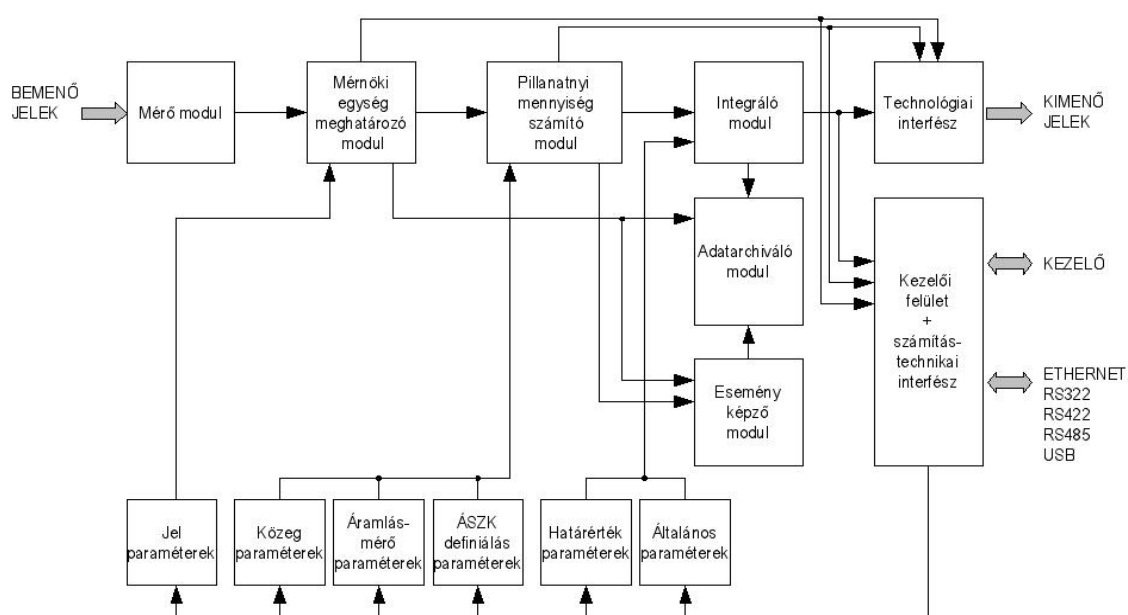 BEMENŐ
JELEK
Mérő modul
Mérnöki
egység
meghatározó
modul
Pillanatnyi
mennyiség
számító
modul
Integráló
modul
Technológiai
interfész
KIMENŐ
JELEK
Adatarchiváló
modul
Kezelői
felület
+
számítás-
technikai
interfész
KEZELŐ
Esemény
képző
modul
ETHERNET
RS322
RS422
RS485
USB
Jel
paraméterek
Közeg
paraméterek
Áramlás-
mérő
paraméterek
ÁSZK
definiálás
paraméterek
Határérték
paraméterek
Általános
paraméterek